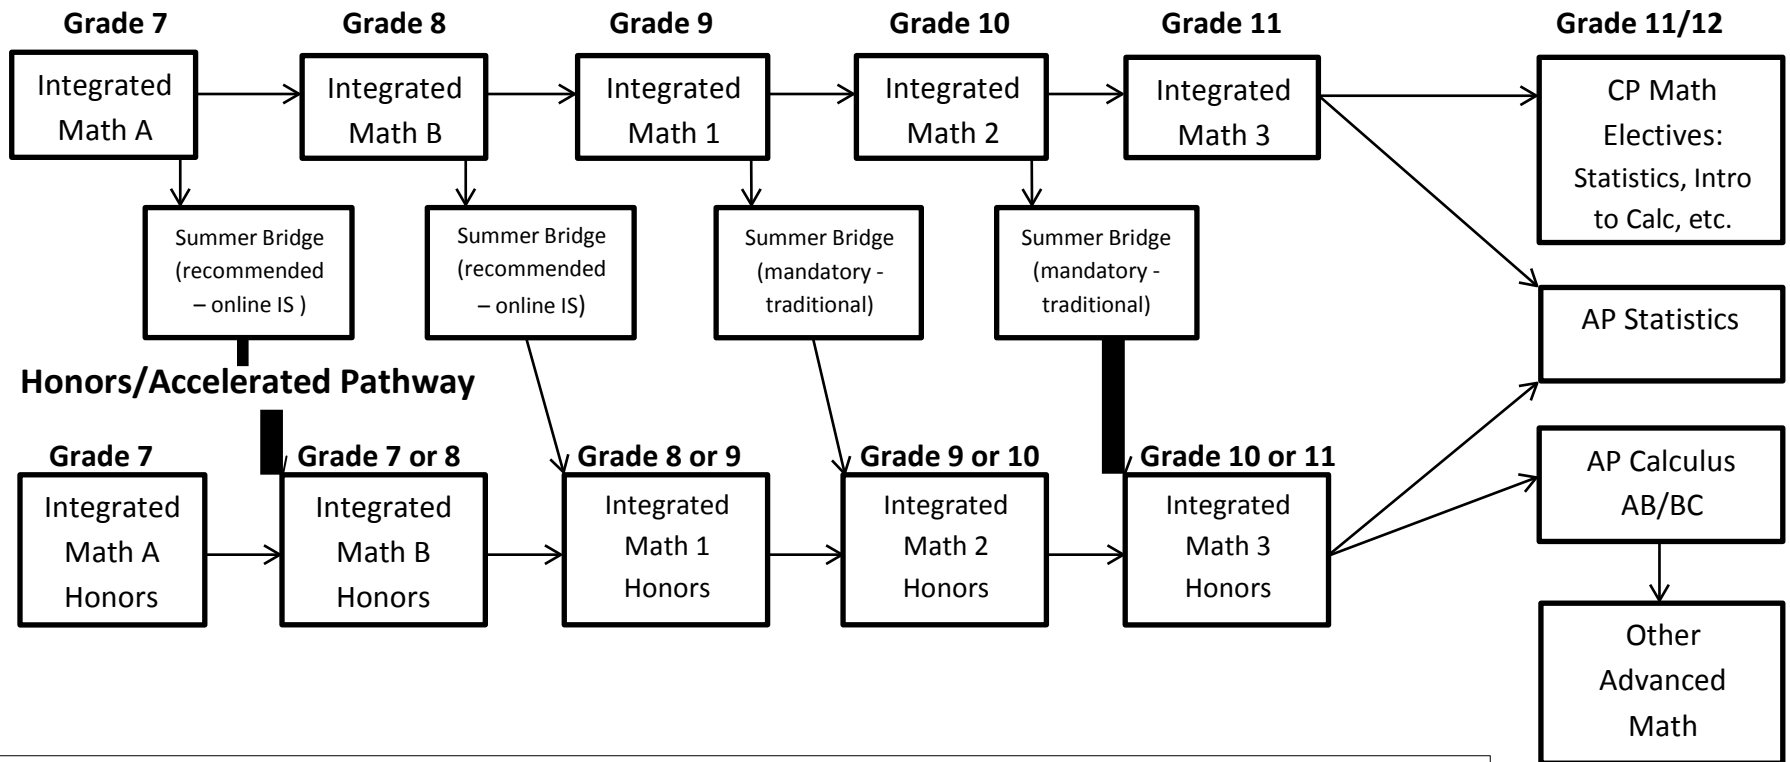 Grade 7
Grade 8
Grade 9
Grade 10
Grade 11
Grade 11/12
Integrated
Math A
Integrated
Math B
Integrated
Math 1
Integrated
Math 2
Integrated
Math 3
CP Math
Electives:
Statistics, Intro
to Calc, etc.
Summer Bridge
(recommended
– online IS )
Summer Bridge
(recommended
– online IS)
Summer Bridge
(mandatory -
traditional)
Summer Bridge
(mandatory -
traditional)
AP Statistics
Honors/Accelerated Pathway
Grade 7
Grade 7 or 8
Grade 8 or 9
Grade 9 or 10
Grade 10 or 11
Integrated
Math A
Honors
Integrated
Math B
Honors
Integrated
Math 1
Honors
Integrated
Math 2
Honors
Integrated
Math 3
Honors
AP Calculus
AB/BC
Other
Advanced
Math